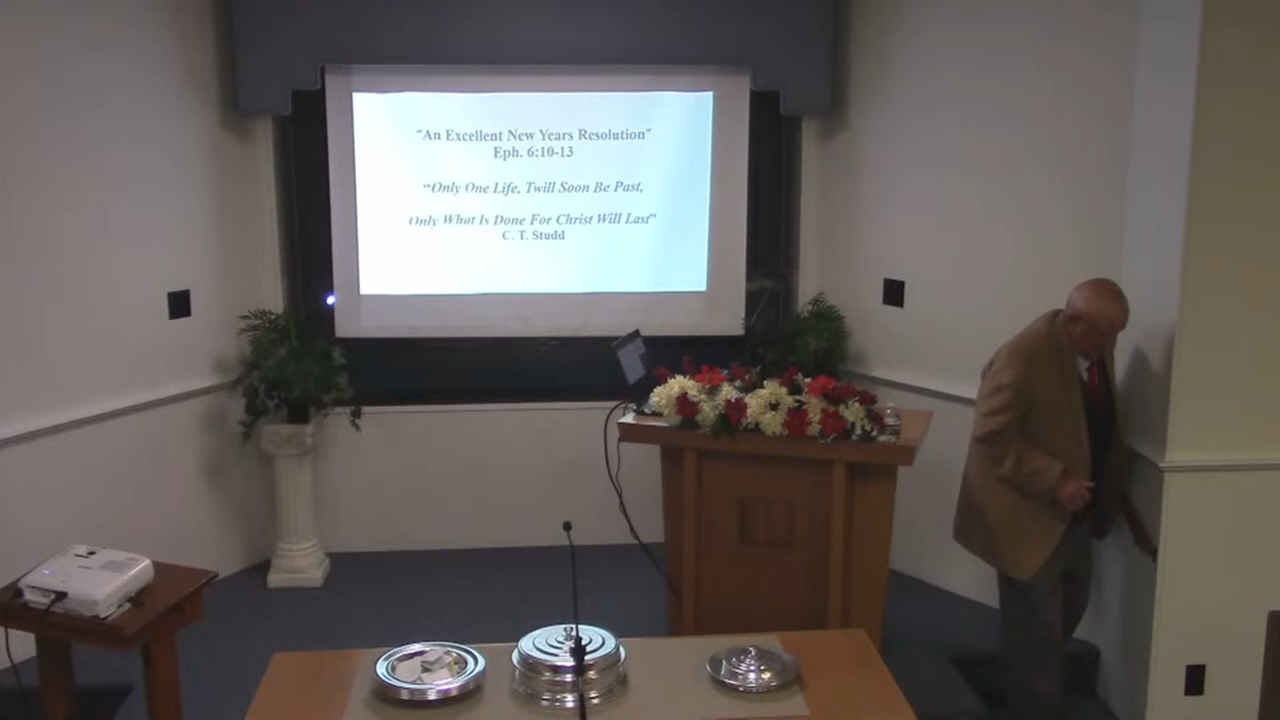 "An Excellent New Years Resolution"
Eph. 6:10-13
"Only One Life, Twill Soon Be Past,
Only What Is Done For Christ Will Last"
C. T. Studd